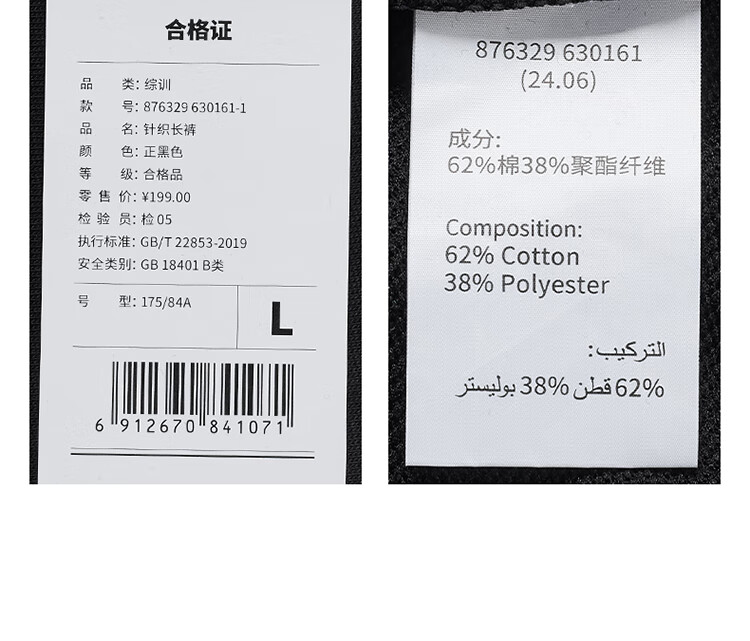 合格证
品 类: 综训
款 号: 876329 630161-1
品 名: 针织长裤
颜 色: 正黑色
等 级: 合格品
零 售 价: ¥199.00
检 验 员: 检 05
执行标准: GB/T 22853-2019
安全类别: GB 18401 B类
号 型: 175/84A
L
6 912670 841071
876329 630161
(24.06)
成分:
62%棉38%聚酯纤维
Composition:
62% Cotton
38% Polyester
التركيب:
62% قطن 38% بوليستر